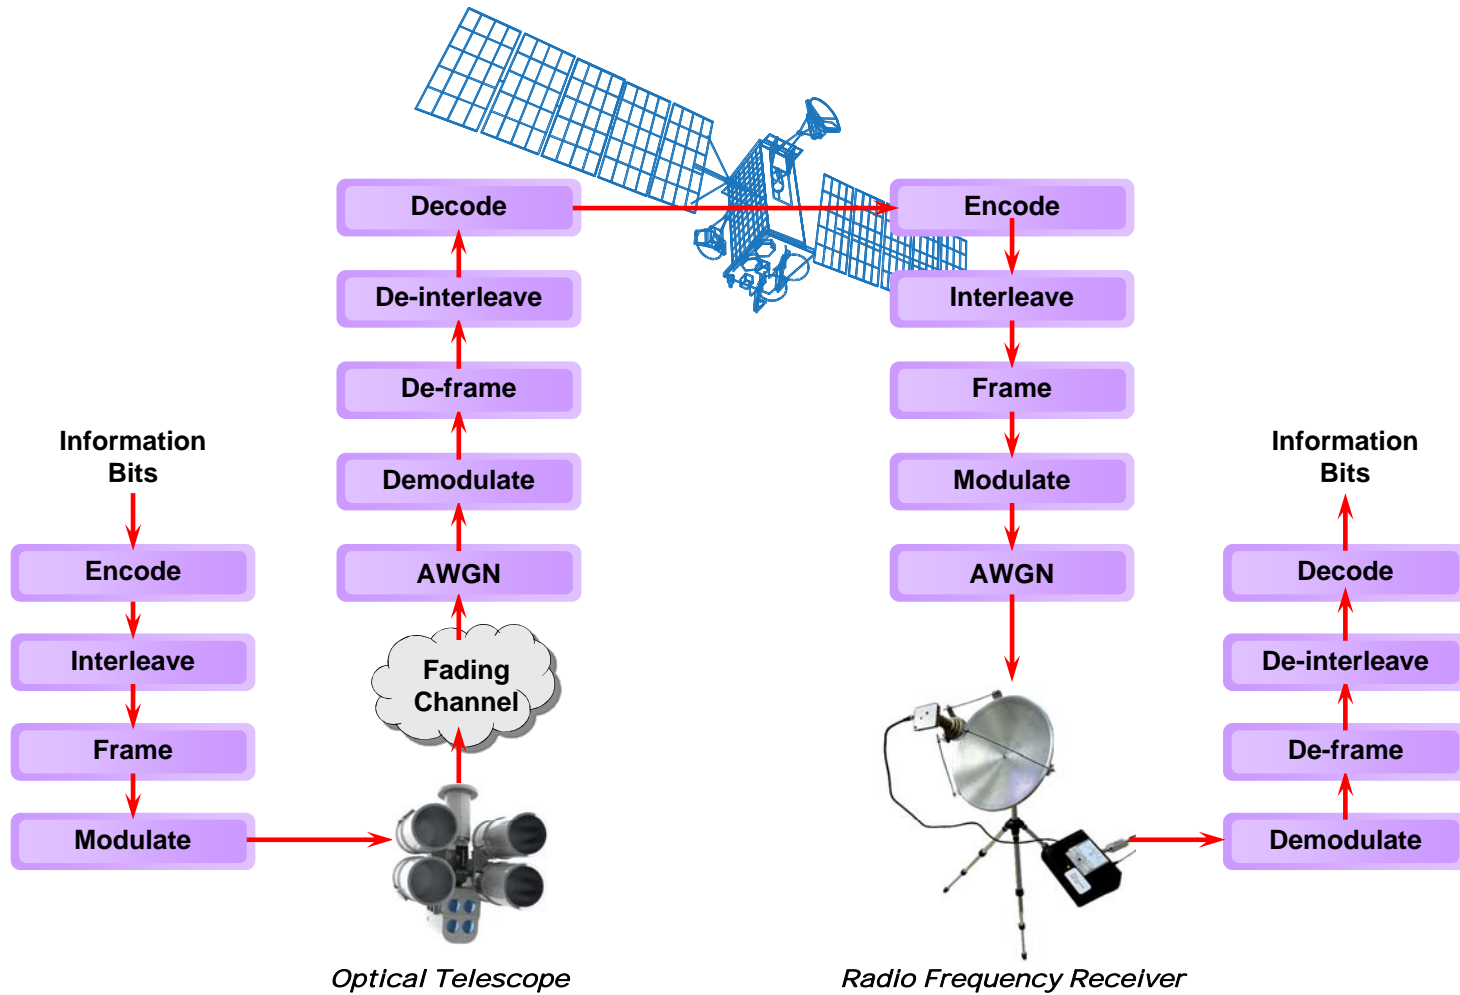 Information
Bits
Encode
Interleave
Frame
Modulate
Decode
De-interleave
De-frame
Demodulate
AWGN
Fading
Channel
Optical Telescope
Encode
Interleave
Frame
Modulate
AWGN
Radio Frequency Receiver
Information
Bits
Decode
De-interleave
De-frame
Demodulate